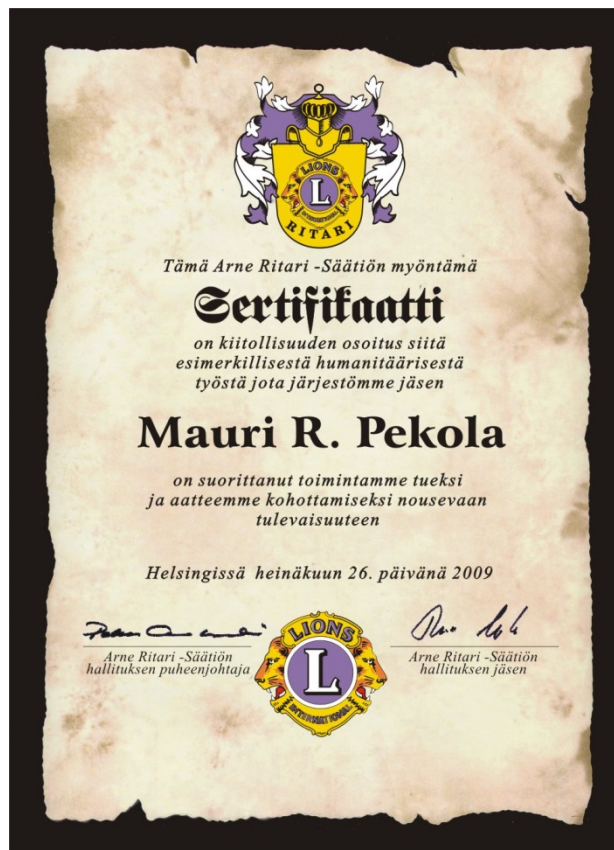 LIONS
L
INTERNATIONAL
RITARI
Tämä Arne Ritari -Säätiön myöntämä
Sertifikaatti
on kiitollisuuden osoitus siitä
esimerkillisestä humanitäärisestä
työstä jota järjestömme jäsen
Mauri R. Pekola
on suorittanut toimintamme tueksi
ja aatteemme kohottamiseksi nousevaan
tulevaisuuteen
Helsingissä heinäkuun 26. päivänä 2009
Arne Ritari -Säätiön
hallituksen puheenjohtaja
LIONS
L
INTERNATIONAL
Arne Ritari -Säätiön
hallituksen jäsen